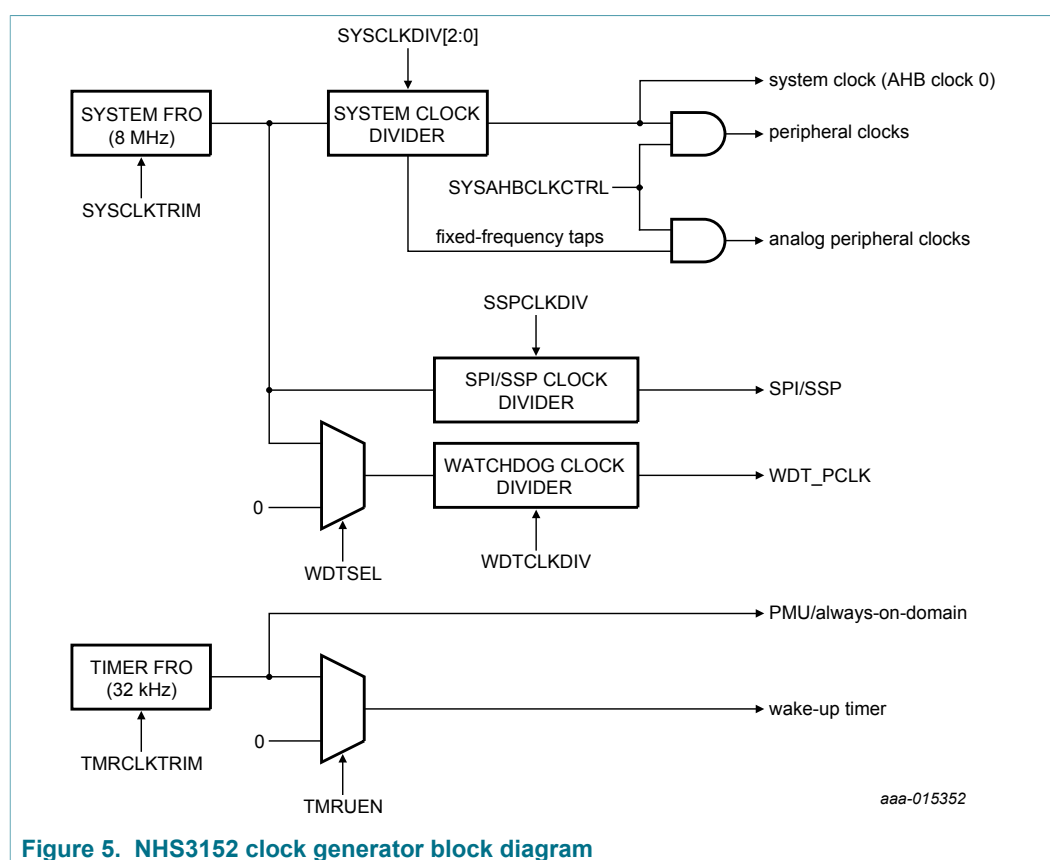 SYSCLKDIV[2:0]
system clock (AHB clock 0)
SYSTEM FRO
(8 MHz)
SYSTEM CLOCK
DIVIDER
peripheral clocks
SYSAHBCLKCTRL
SYSCLKTRIM
fixed-frequency taps
analog peripheral clocks
SSPCLKDIV
SPI/SSP CLOCK
DIVIDER
SPI/SSP
WATCHDOG CLOCK
DIVIDER
WDT_PCLK
0
WDTSEL
WDTCLKDIV
PMU/always-on-domain
TIMER FRO
(32 kHz)
wake-up timer
0
TMRCLKTRIM
TMRUEN
aaa-015352
Figure 5. NHS3152 clock generator block diagram